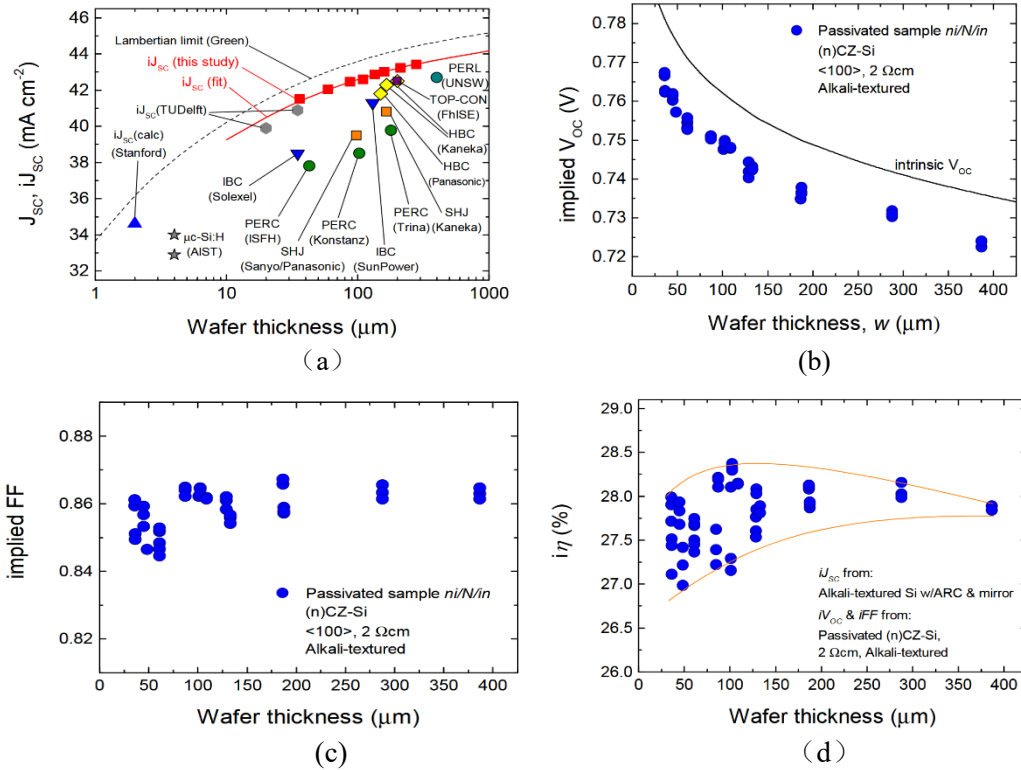 J_SC, iJ_SC (mA cm⁻²)
46
44
42
40
38
36
34
32
1
10
100
1000
Wafer thickness (μm)
Lambertian limit (Green)
iJ_SC (this study)
iJ_SC (fit)
iJ_SC (TUDelft)
iJ_SC (calc)
(Stanford)
μc-Si:H
(AIST)
IBC
(Solexel)
PERC
(ISFH)
SHJ
(Sanyo/Panasonic)
PERC
(Konstanz)
IBC
(SunPower)
PERC
(Trina)
SHJ
(Kaneka)
HBC
(Panasonic)
HBC
(Kaneka)
TOP-CON
(FhISE)
PERL
(UNSW)
(a)
implied V_OC (V)
0.78
0.77
0.76
0.75
0.74
0.73
0.72
0
50
100
150
200
250
300
350
400
Wafer thickness, w (μm)
Passivated sample ni/N/in
(n)CZ-Si
<100>, 2 Ωcm
Alkali-textured
intrinsic V_OC
(b)
implied FF
0.88
0.86
0.84
0.82
0
50
100
150
200
250
300
350
400
Wafer thickness (μm)
Passivated sample ni/N/in
(n)CZ-Si
<100>, 2 Ωcm
Alkali-textured
(c)
iη (%)
29.0
28.5
28.0
27.5
27.0
26.5
26.0
0
50
100
150
200
250
300
350
400
Wafer thickness (μm)
iJ_SC from:
Alkali-textured Si w/ARC & mirror
iV_OC & iFF from:
Passivated (n)CZ-Si,
2 Ωcm, Alkali-textured
(d)